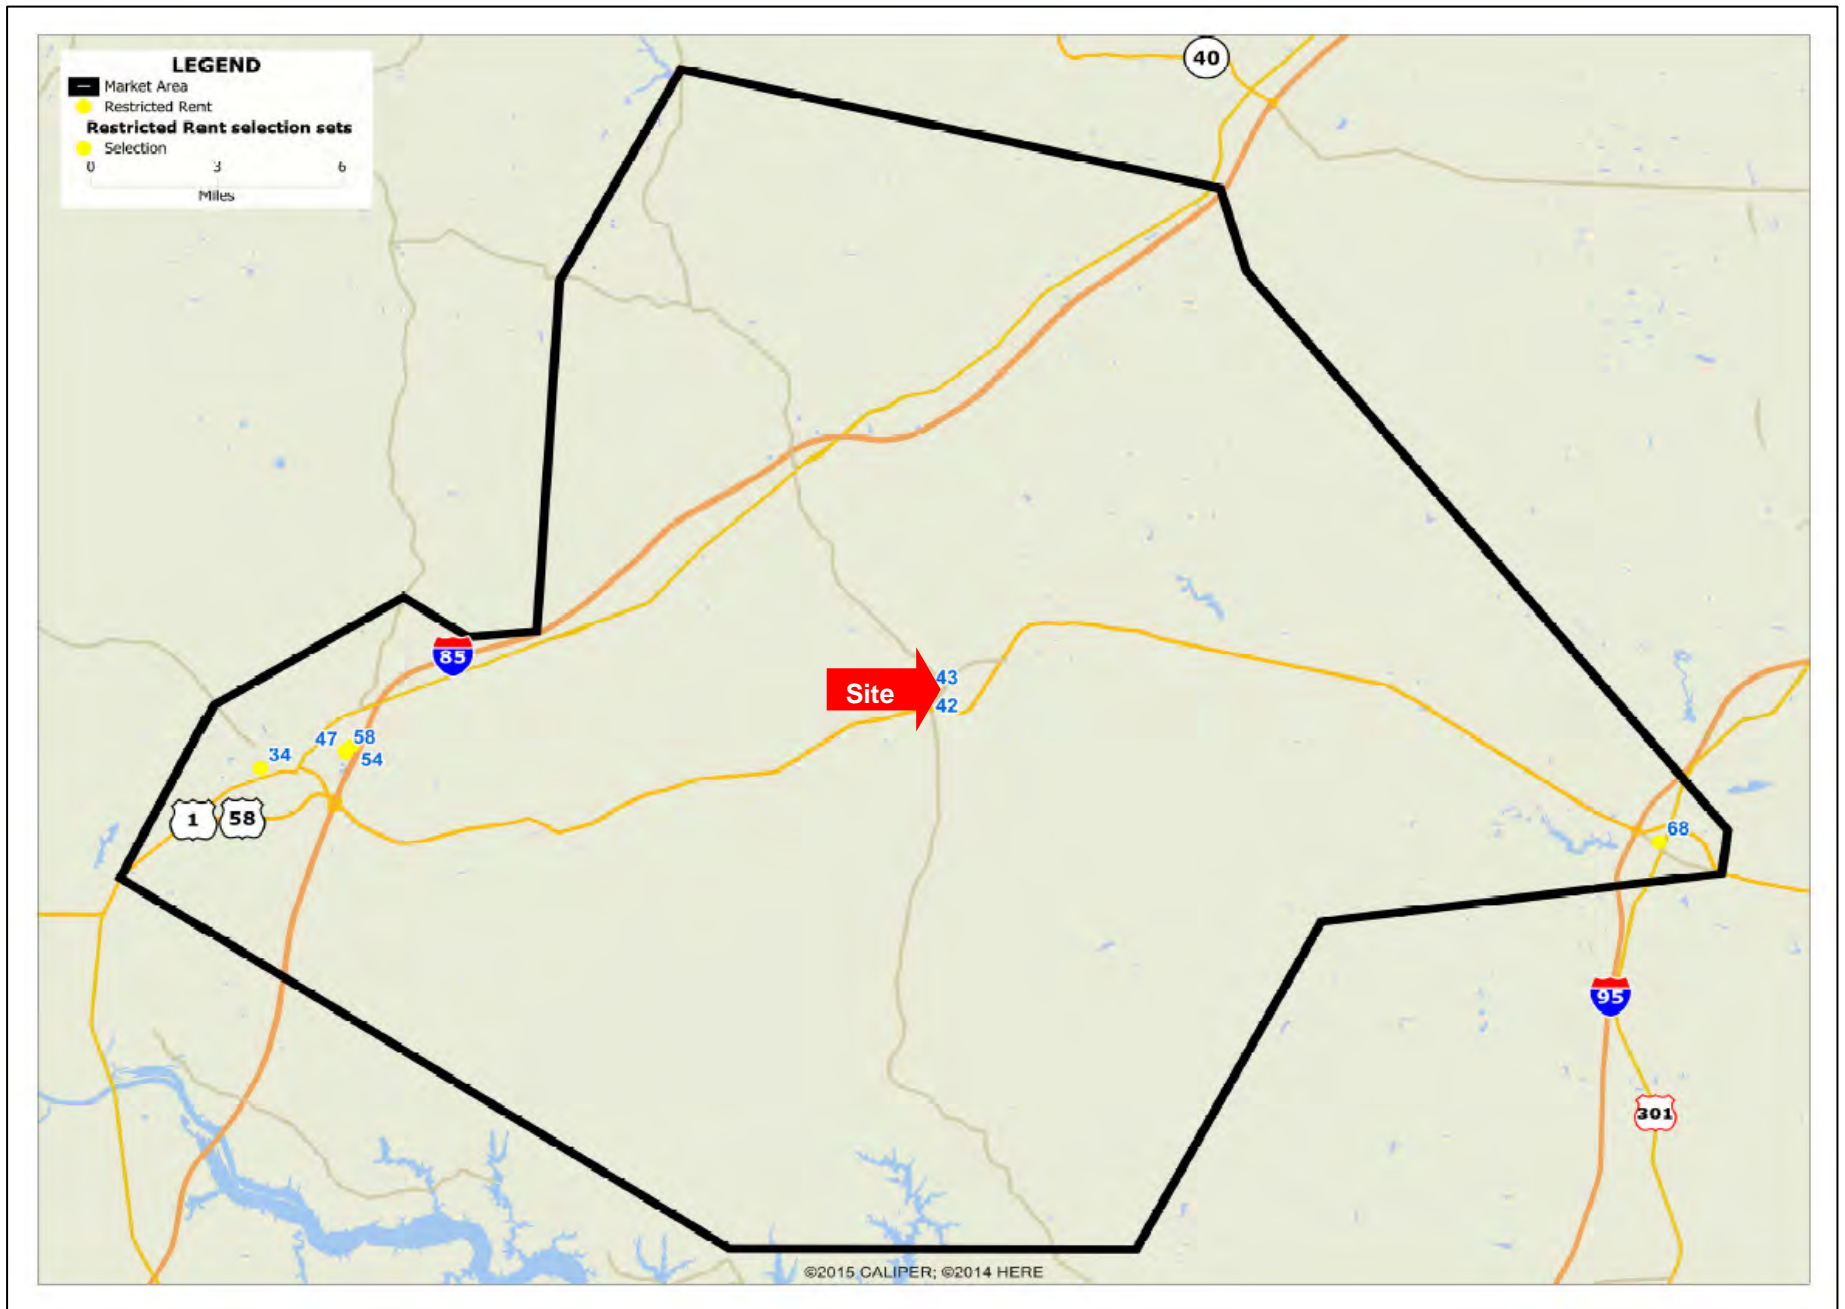 LEGEND
Market Area
Restricted Rent
Restricted Rent selection sets
Selection
0 3 6
Miles
40
85
Site
43
42
47
58
34
54
1
58
68
95
301
©2015 CALIPER; ©2014 HERE